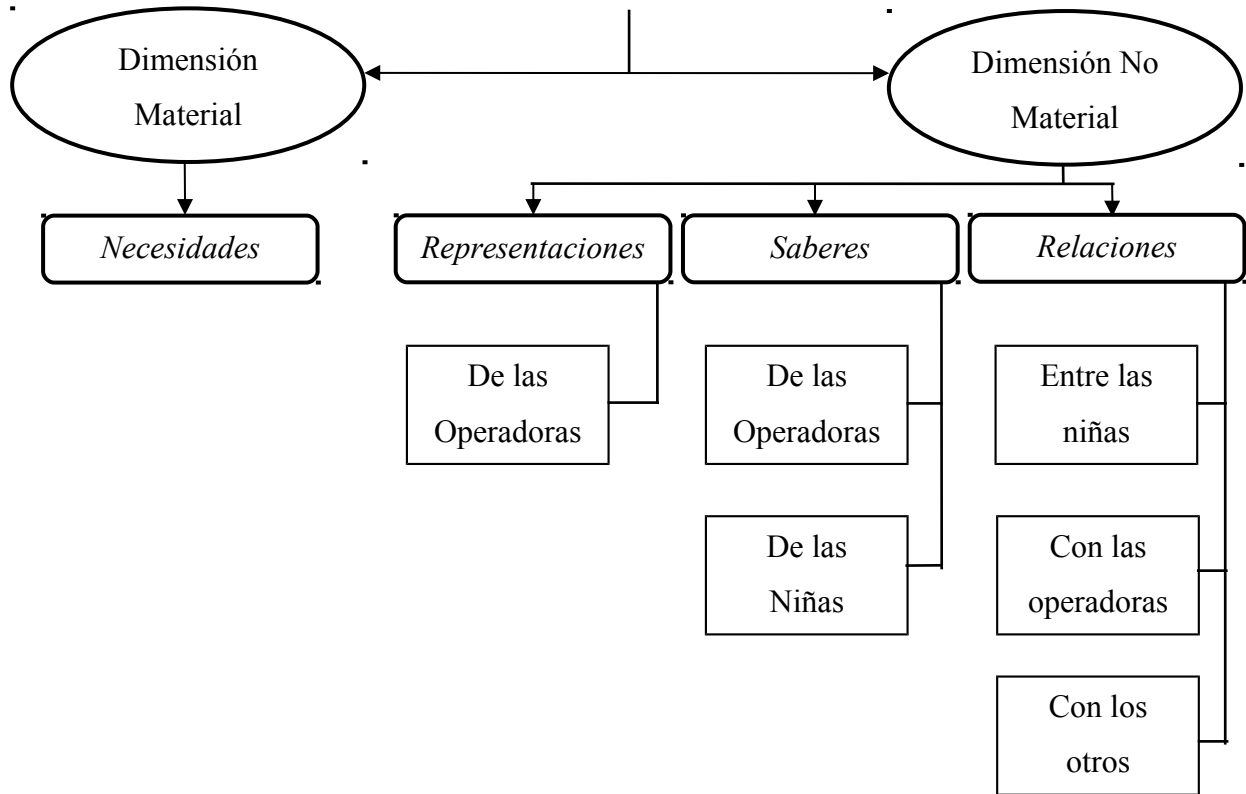 Dimensión
Material
Dimensión No
Material
Necesidades
Representaciones
Saberes
Relaciones
De las
Operadoras
De las
Operadoras
Entre las
niñas
De las
Niñas
Con las
operadoras
Con los
otros